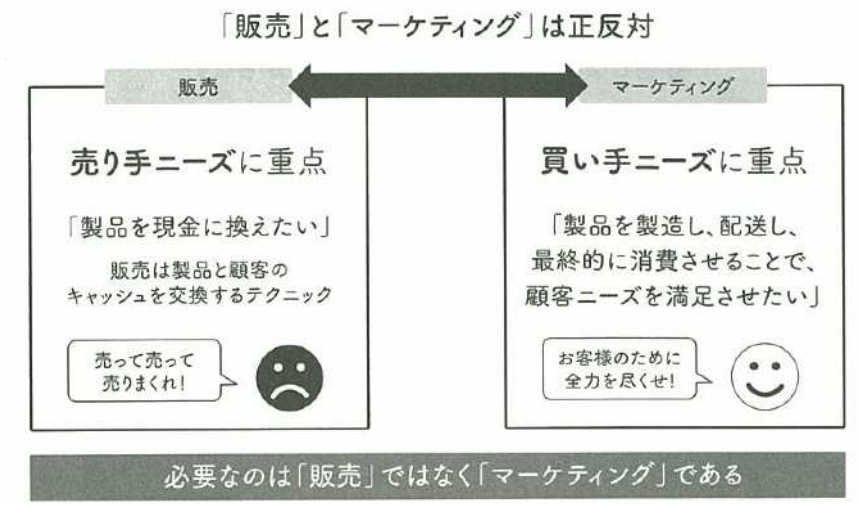 「販売」と「マーケティング」は正反対
販売
マーケティング
売り手ニーズに重点
「製品を現金に換えたい」
販売は製品と顧客の
キャッシュを交換するテクニック
売って売って
売りまくれ!
買い手ニーズに重点
「製品を製造し、配送し、
最終的に消費させることで、
顧客ニーズを満足させたい」
お客様のために
全力を尽くせ!
必要なのは「販売」ではなく「マーケティング」である